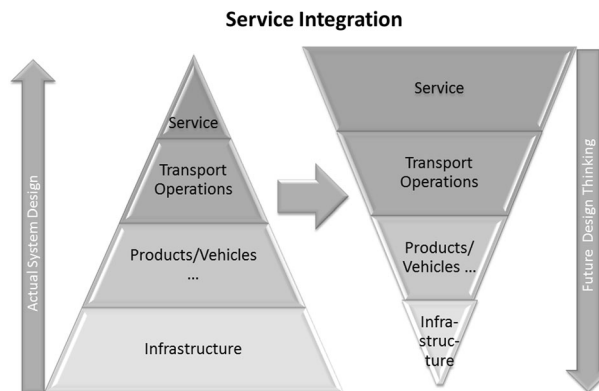 Service Integration
Actual System Design
Service
Transport
Operations
Products/Vehicles
...
Infrastructure
Service
Transport
Operations
Products/
Vehicles ...
Infra-
struc-
ture
Future Design Thinking